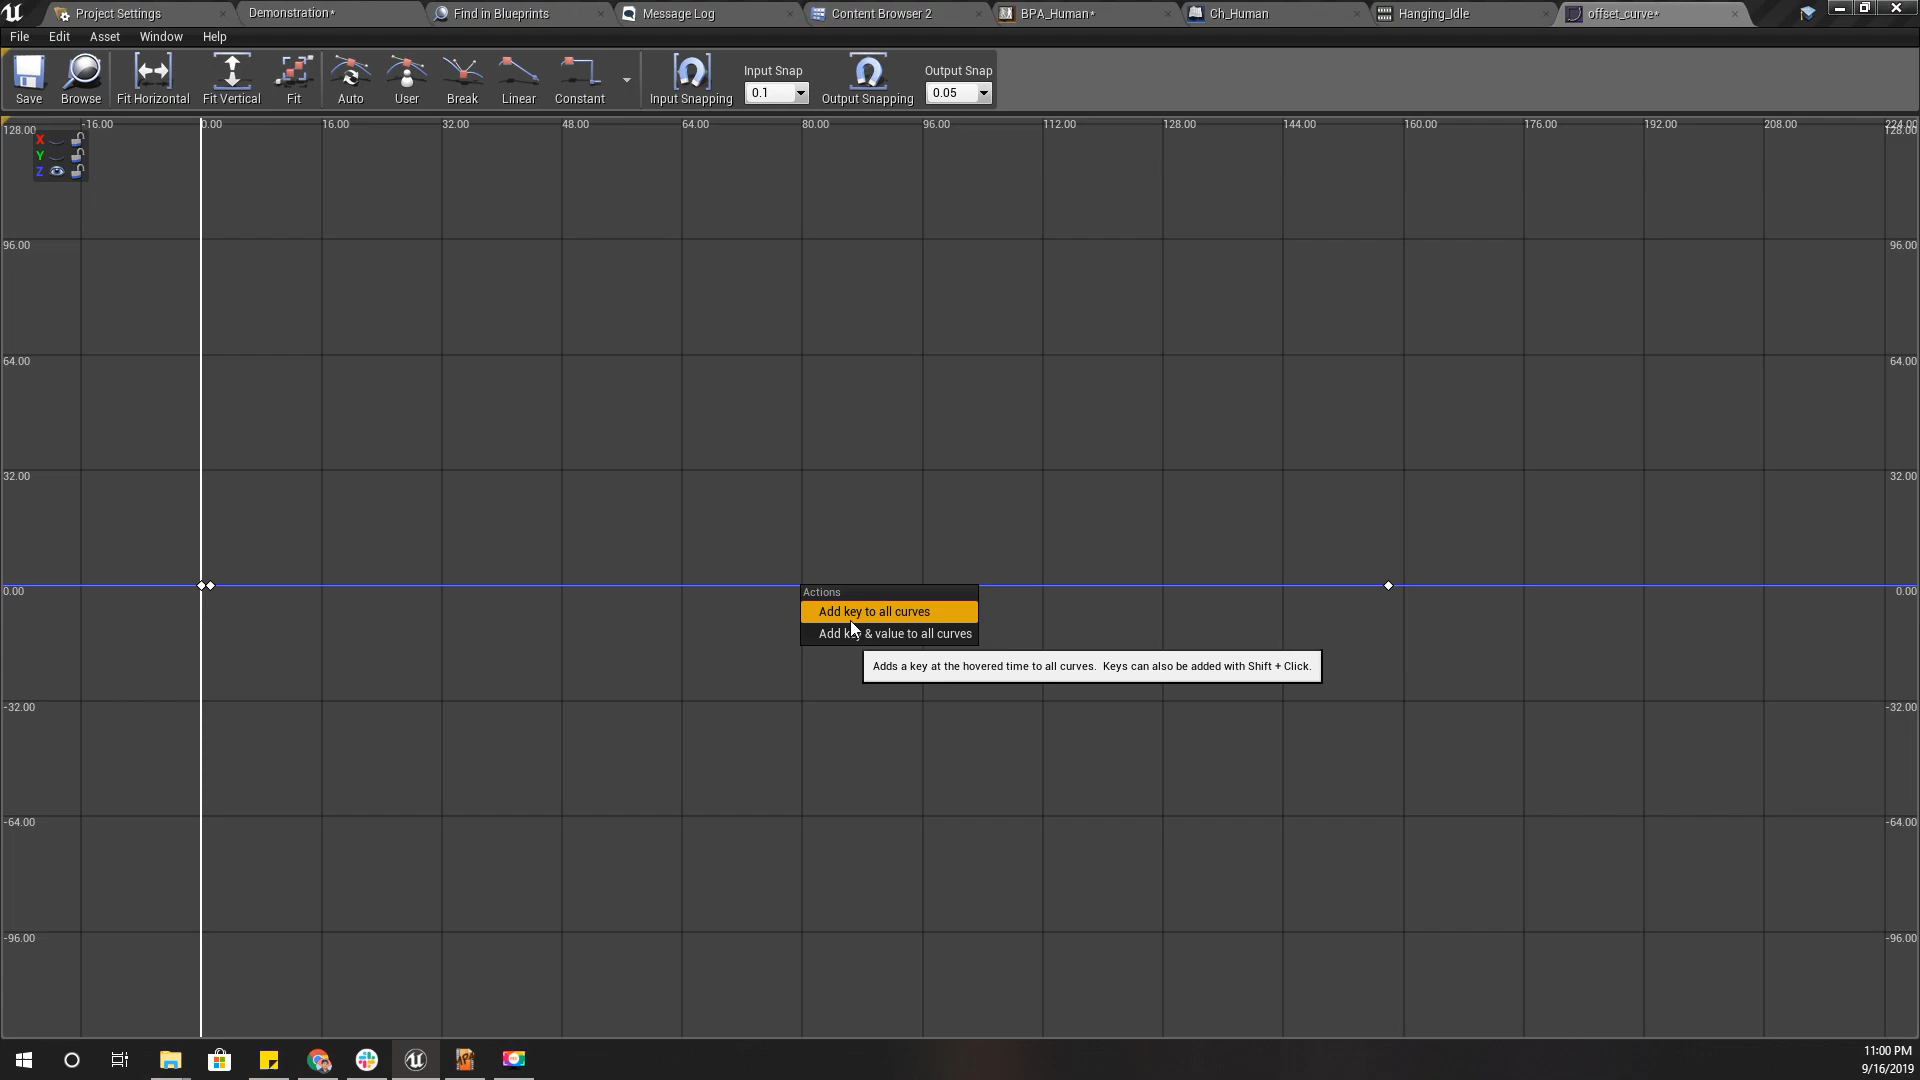 Project Settings
Demonstration*
Find in Blueprints
Message Log
Content Browser 2
BPA_Human*
Ch_Human
Hanging_Idle
offset_curve*
File Edit Asset Window Help
Save
Browse
Fit Horizontal
Fit Vertical
Fit
Auto
User
Break
Linear
Constant
Input Snapping
Input Snap
0.1
Output Snapping
Output Snap
0.05
-16.00 0.00 16.00 32.00 48.00 64.00 80.00 96.00 112.00 128.00 144.00 160.00 176.00 192.00 208.00 224.00
128.00 128.00
X
Y
Z
96.00 96.00
64.00 64.00
32.00 32.00
0.00 0.00
Actions
Add key to all curves
Add key & value to all curves
Adds a key at the hovered time to all curves. Keys can also be added with Shift + Click.
-32.00 -32.00
-64.00 -64.00
-96.00 -96.00
11:00 PM
9/16/2019